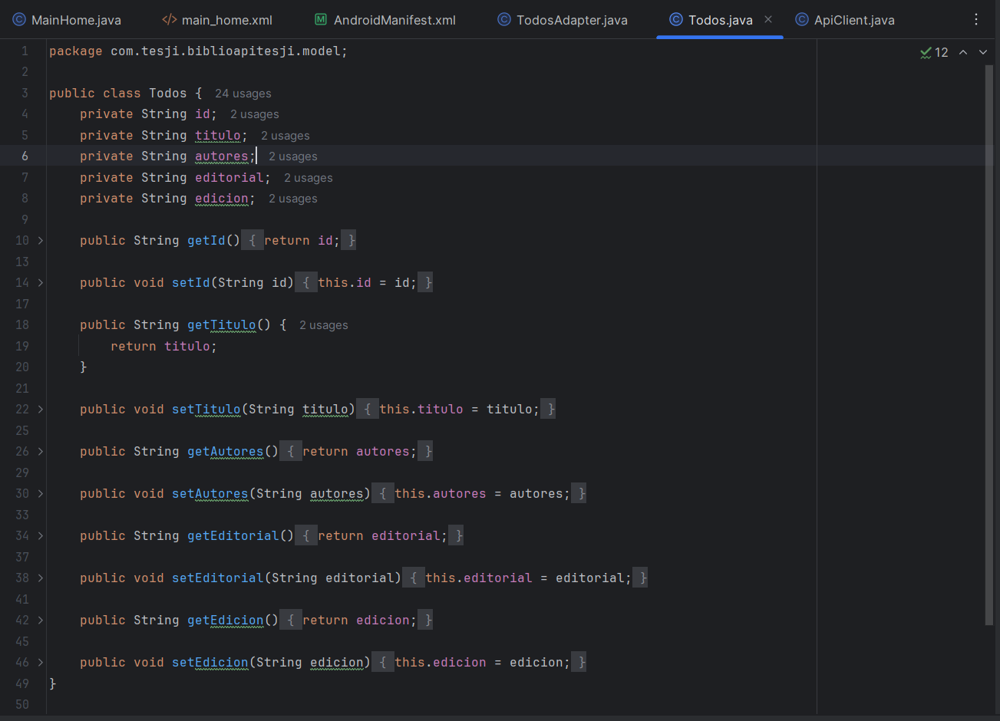 MainHome.java </> main_home.xml AndroidManifest.xml TodosAdapter.java Todos.java ApiClient.java
1 package com.tesji.biblioapitesji.model; 12
2
3 public class Todos { 24 usages
4 private String id; 2 usages
5 private String titulo; 2 usages
6 private String autores; 2 usages
7 private String editorial; 2 usages
8 private String edicion; 2 usages
9
10 public String getId() { return id; }
13
14 public void setId(String id) { this.id = id; }
17
18 public String getTitulo() { 2 usages
19 return titulo;
20 }
21
22 public void setTitulo(String titulo) { this.titulo = titulo; }
25
26 public String getAutores() { return autores; }
29
30 public void setAutores(String autores) { this.autores = autores; }
33
34 public String getEditorial() { return editorial; }
37
38 public void setEditorial(String editorial) { this.editorial = editorial; }
41
42 public String getEdicion() { return edicion; }
45
46 public void setEdicion(String edicion) { this.edicion = edicion; }
49 }
50